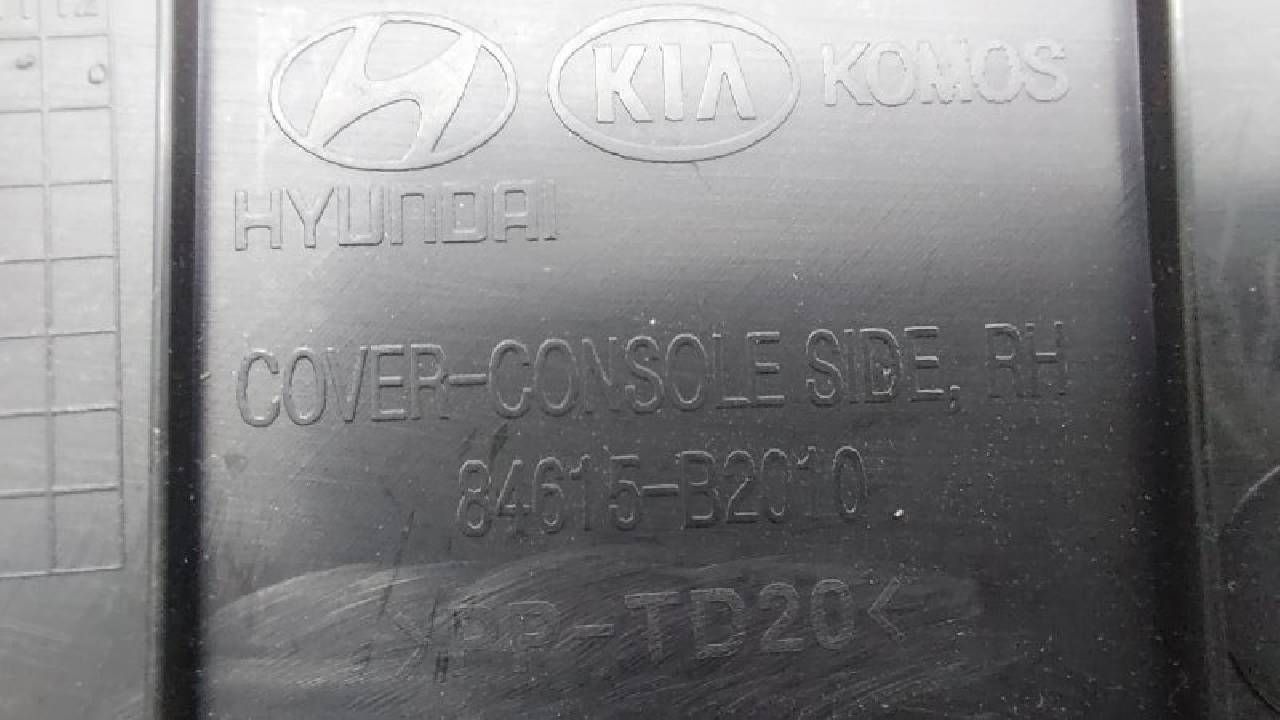 KIA KOMOS
HYUNDAI
COVER-CONSOLE SIDE, RH
84615-B2010
>PP-TD20<